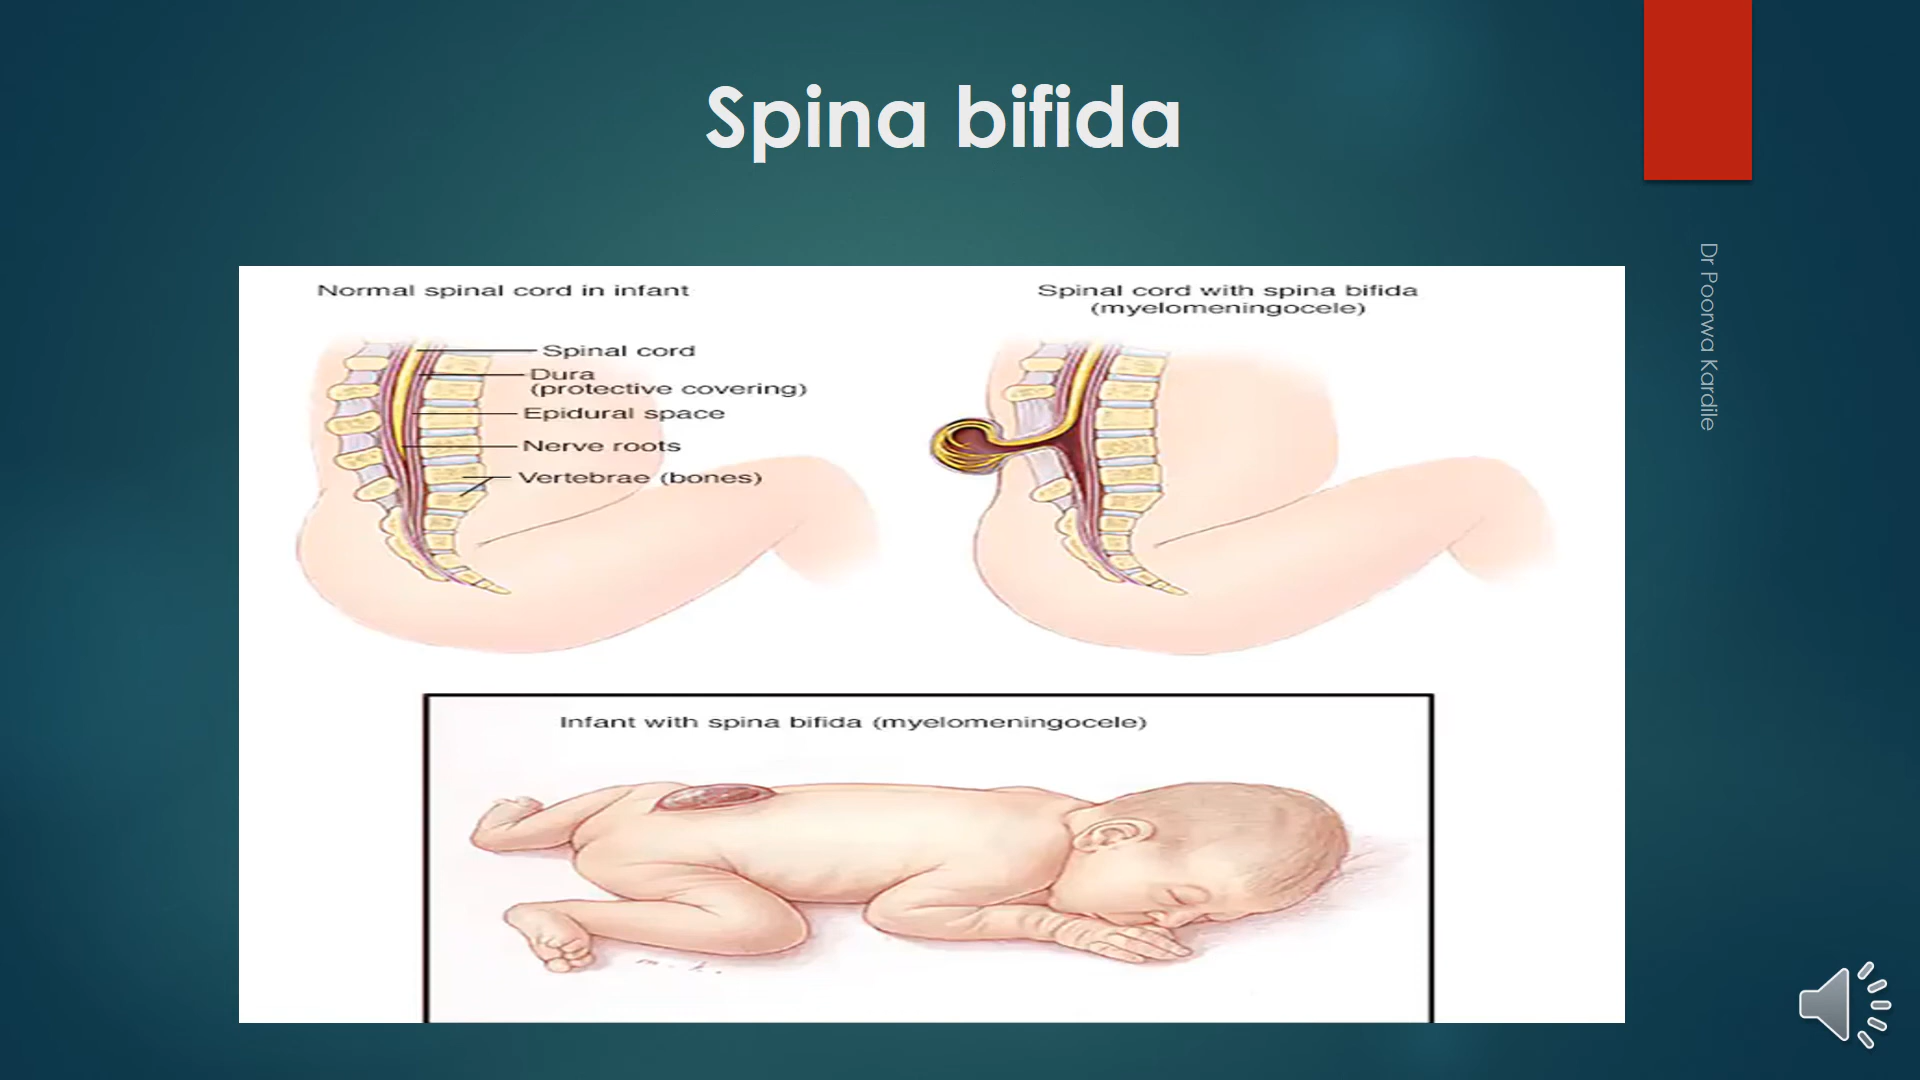 Spina bifida
Dr Poorwa Kardile
Normal spinal cord in infant
Spinal cord
Dura
(protective covering)
Epidural space
Nerve roots
Vertebrae (bones)
Spinal cord with spina bifida
(myelomeningocele)
Infant with spina bifida (myelomeningocele)
m. k.